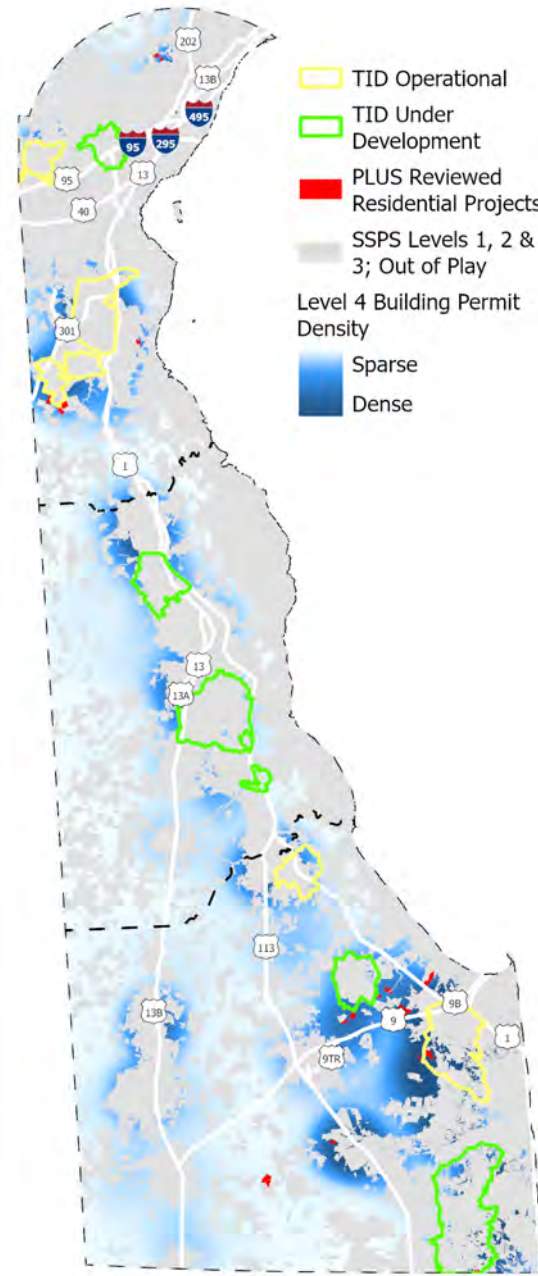 202
13B
495
95
295
13
95
40
301
1
13
13A
113
13B
9B
9
9TR
1
TID Operational
TID Under
Development
PLUS Reviewed
Residential Projects
SSPS Levels 1, 2 &
3; Out of Play
Level 4 Building Permit
Density
Sparse
Dense